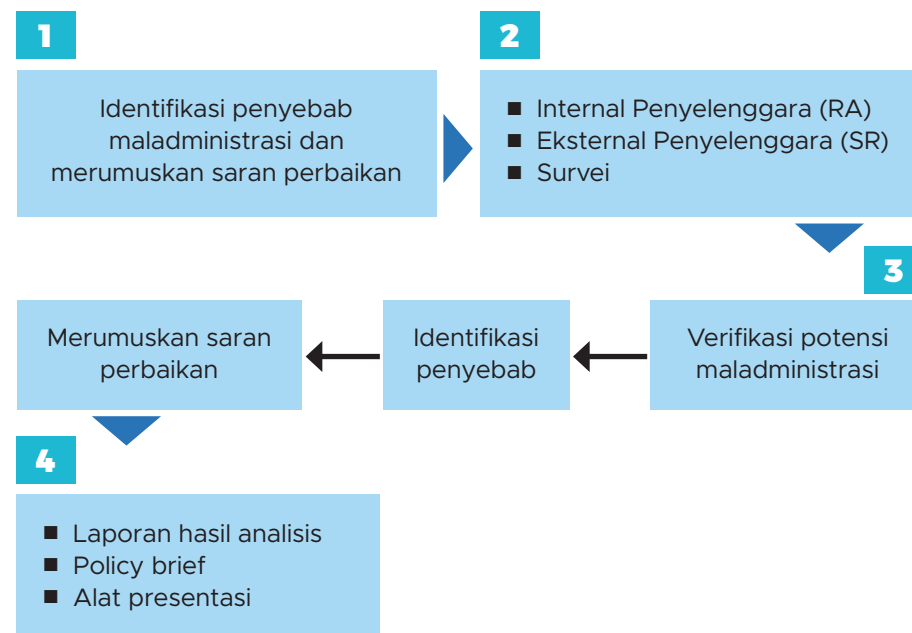 1
Identifikasi penyebab
maladministrasi dan
merumuskan saran perbaikan
2
■ Internal Penyelenggara (RA)
■ Eksternal Penyelenggara (SR)
■ Survei
3
Verifikasi potensi
maladministrasi
Identifikasi
penyebab
Merumuskan saran
perbaikan
4
■ Laporan hasil analisis
■ Policy brief
■ Alat presentasi